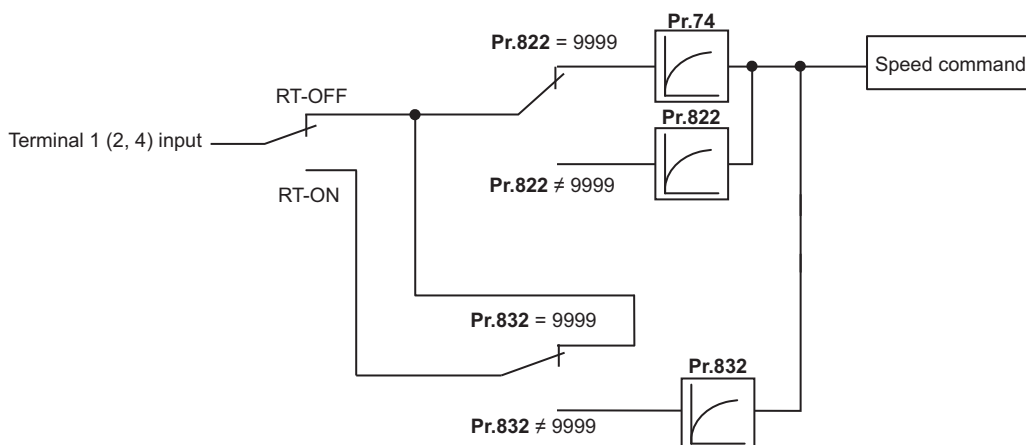 Pr.74
Pr.822 = 9999
Speed command
RT-OFF
Pr.822
Terminal 1 (2, 4) input
Pr.822 ≠ 9999
RT-ON
Pr.832 = 9999
Pr.832
Pr.832 ≠ 9999